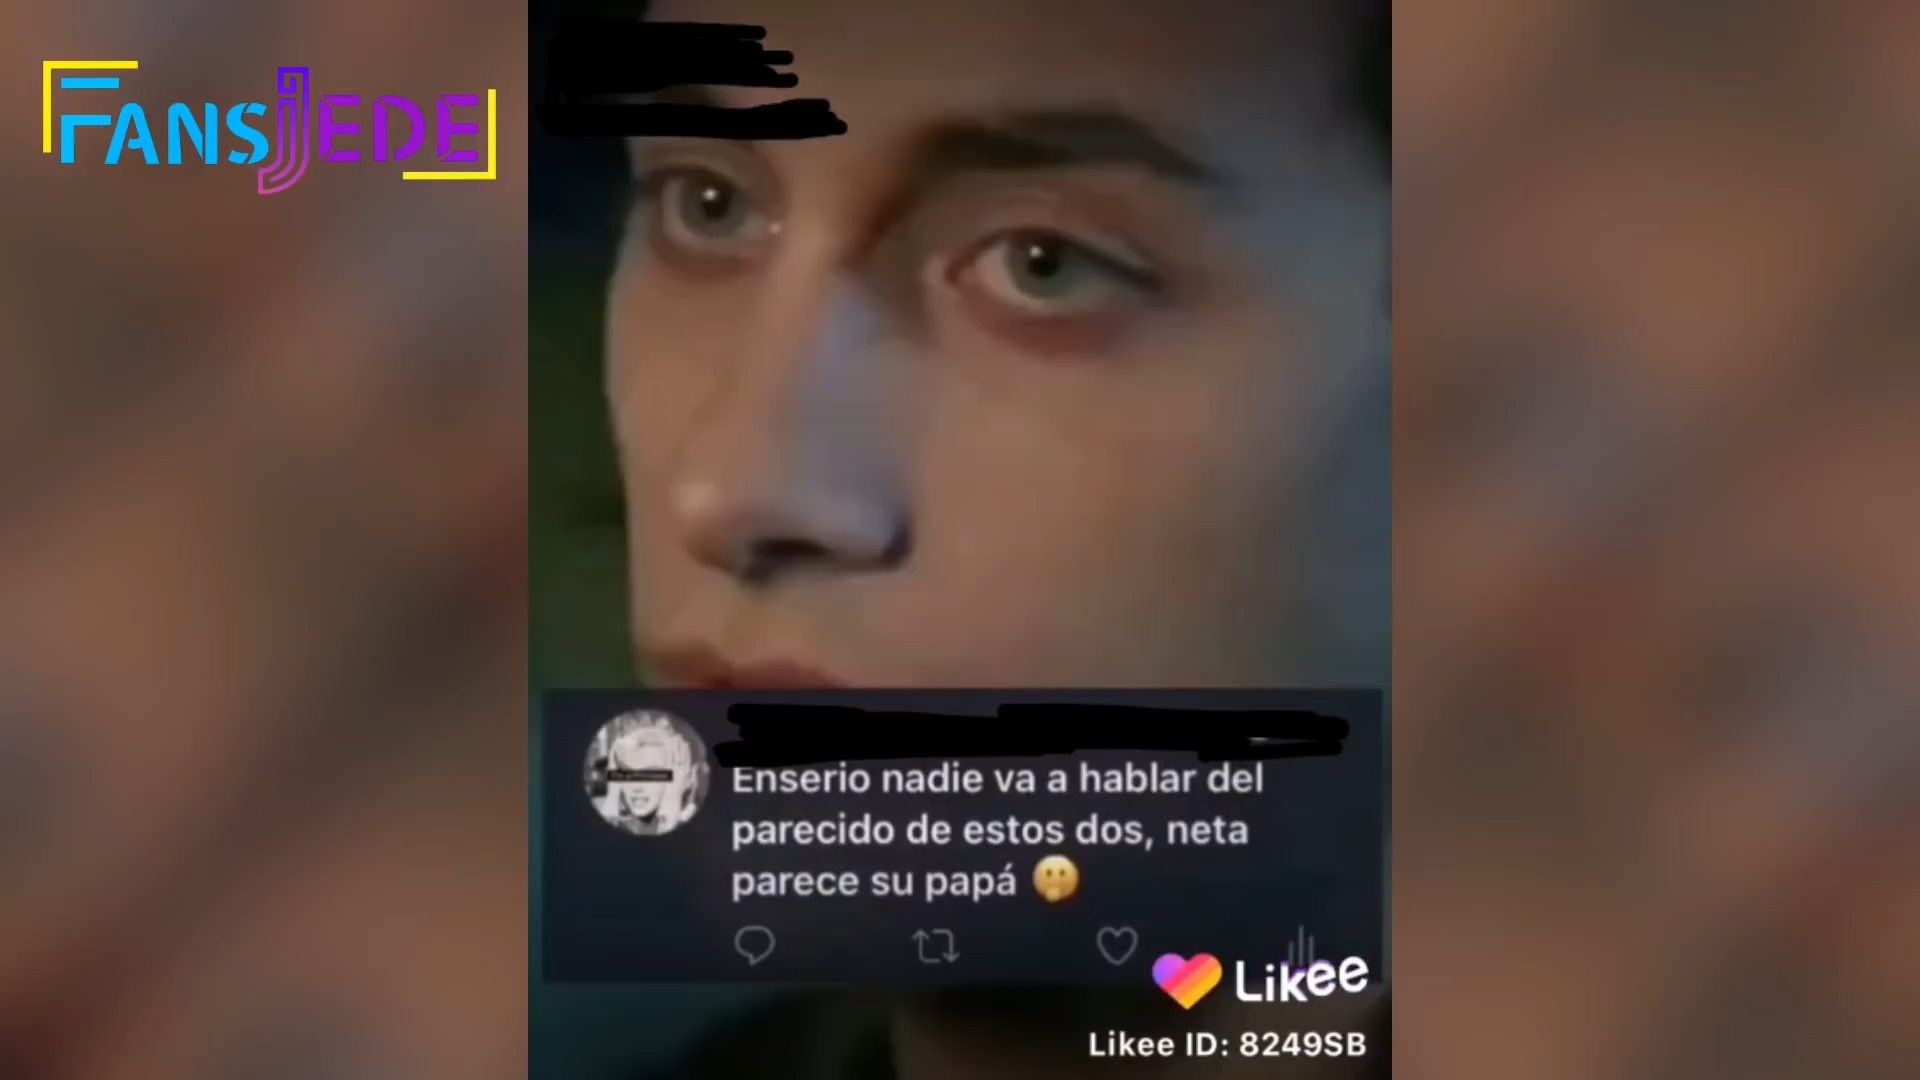 FANSJEDE
Enserio nadie va a hablar del
parecido de estos dos, neta
parece su papá 🤫
Likee
Likee ID: 8249SB